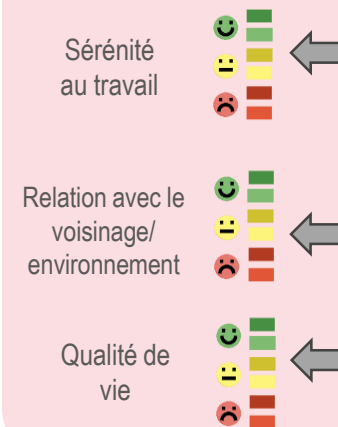 Sérénité
au travail
Relation avec le
voisinage/
environnement
Qualité de
vie